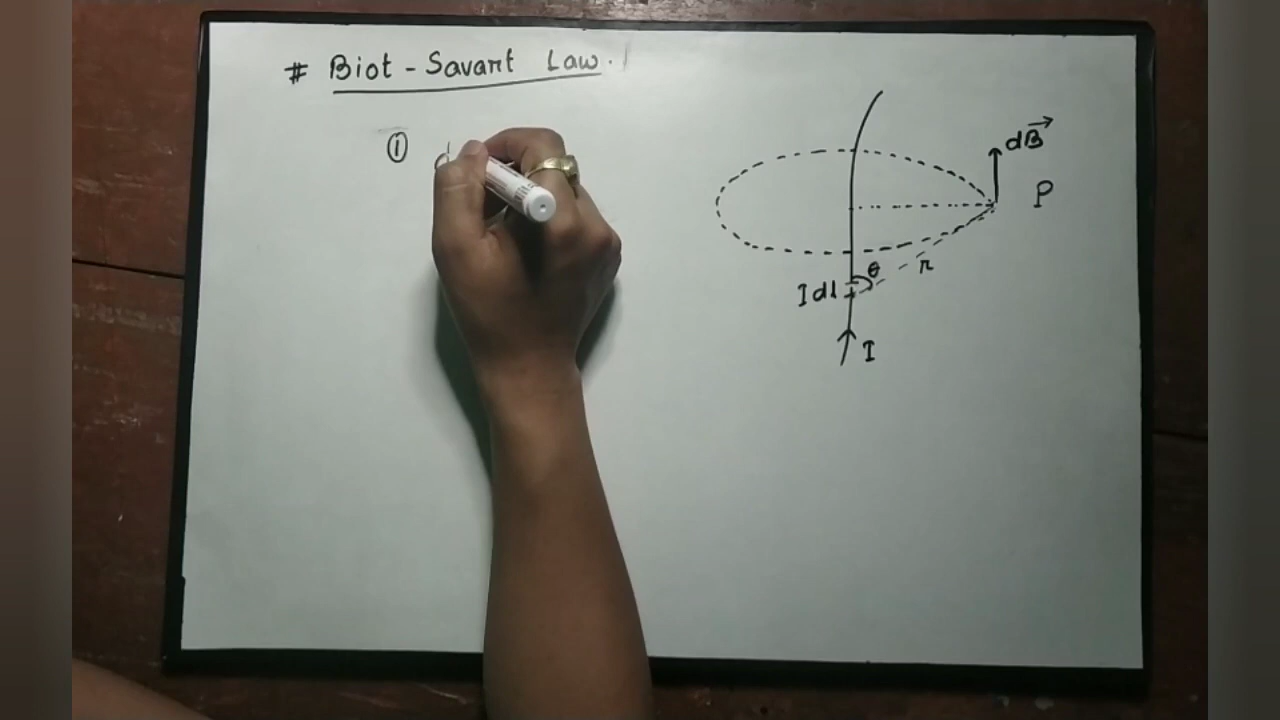 # Biot - Savart Law.
① d
dB⃗
P
θ
r
Idl
I